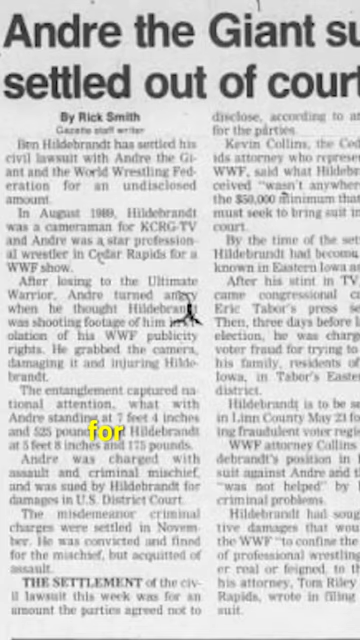 Andre the Giant su
settled out of cour
By Rick Smith
Gazette staff writer
Ben Hildebrandt has settled his
civil lawsuit with Andre the Gi-
ant and the World Wrestling Fed-
eration for an undisclosed
amount.
In August 1989, Hildebrandt
was a cameraman for KCRG-TV
and Andre was a star profession-
al wrestler in Cedar Rapids for a
WWF show.
After losing to the Ultimate
Warrior, Andre turned angry
when he thought Hildebrandt
was shooting footage of him in
olation of his WWF publicity
rights. He grabbed the camera,
damaging it and injuring Hilde-
brandt.
The entanglement captured na-
tional attention, what with
Andre standing at 7 feet 4 inches
and 525 pounds for Hildebrandt
at 5 feet 8 inches and 175 pounds.
Andre was charged with
assault and criminal mischief,
and was sued by Hildebrandt for
damages in U.S. District Court.
The misdemeanor criminal
charges were settled in Novem-
ber. He was convicted and fined
for the mischief, but acquitted of
assault.
THE SETTLEMENT of the civ-
il lawsuit this week was for an
amount the parties agreed not to
disclose, according to at
for the parties.
Kevin Collins, the Ced
ids attorney who represe
WWF, said what Hildebr
ceived "wasn't anywher
the $50,000 minimum that
must seek to bring suit in
court.
By the time of the set
Hildebrandt had becom
known in Eastern Iowa a
After his stint in TV,
came congressional c
Eric Tabor's press se
Then, three days before
election, he was charg
voter fraud for trying to
his family, residents of
Iowa, in Tabor's Easter
district.
Hildebrandt is to be se
in Linn County May 23 fo
ing fraudulent voter regi
WWF attorney Collins
debrandt's position in
suit against Andre and t
"was not helped" by
criminal problems.
Hildebrandt had soug
tive damages that wou
the WWF "to confine the
of professional wrestling
er real or feigned, to th
his attorney, Tom Riley
Rapids, wrote in filing
suit.